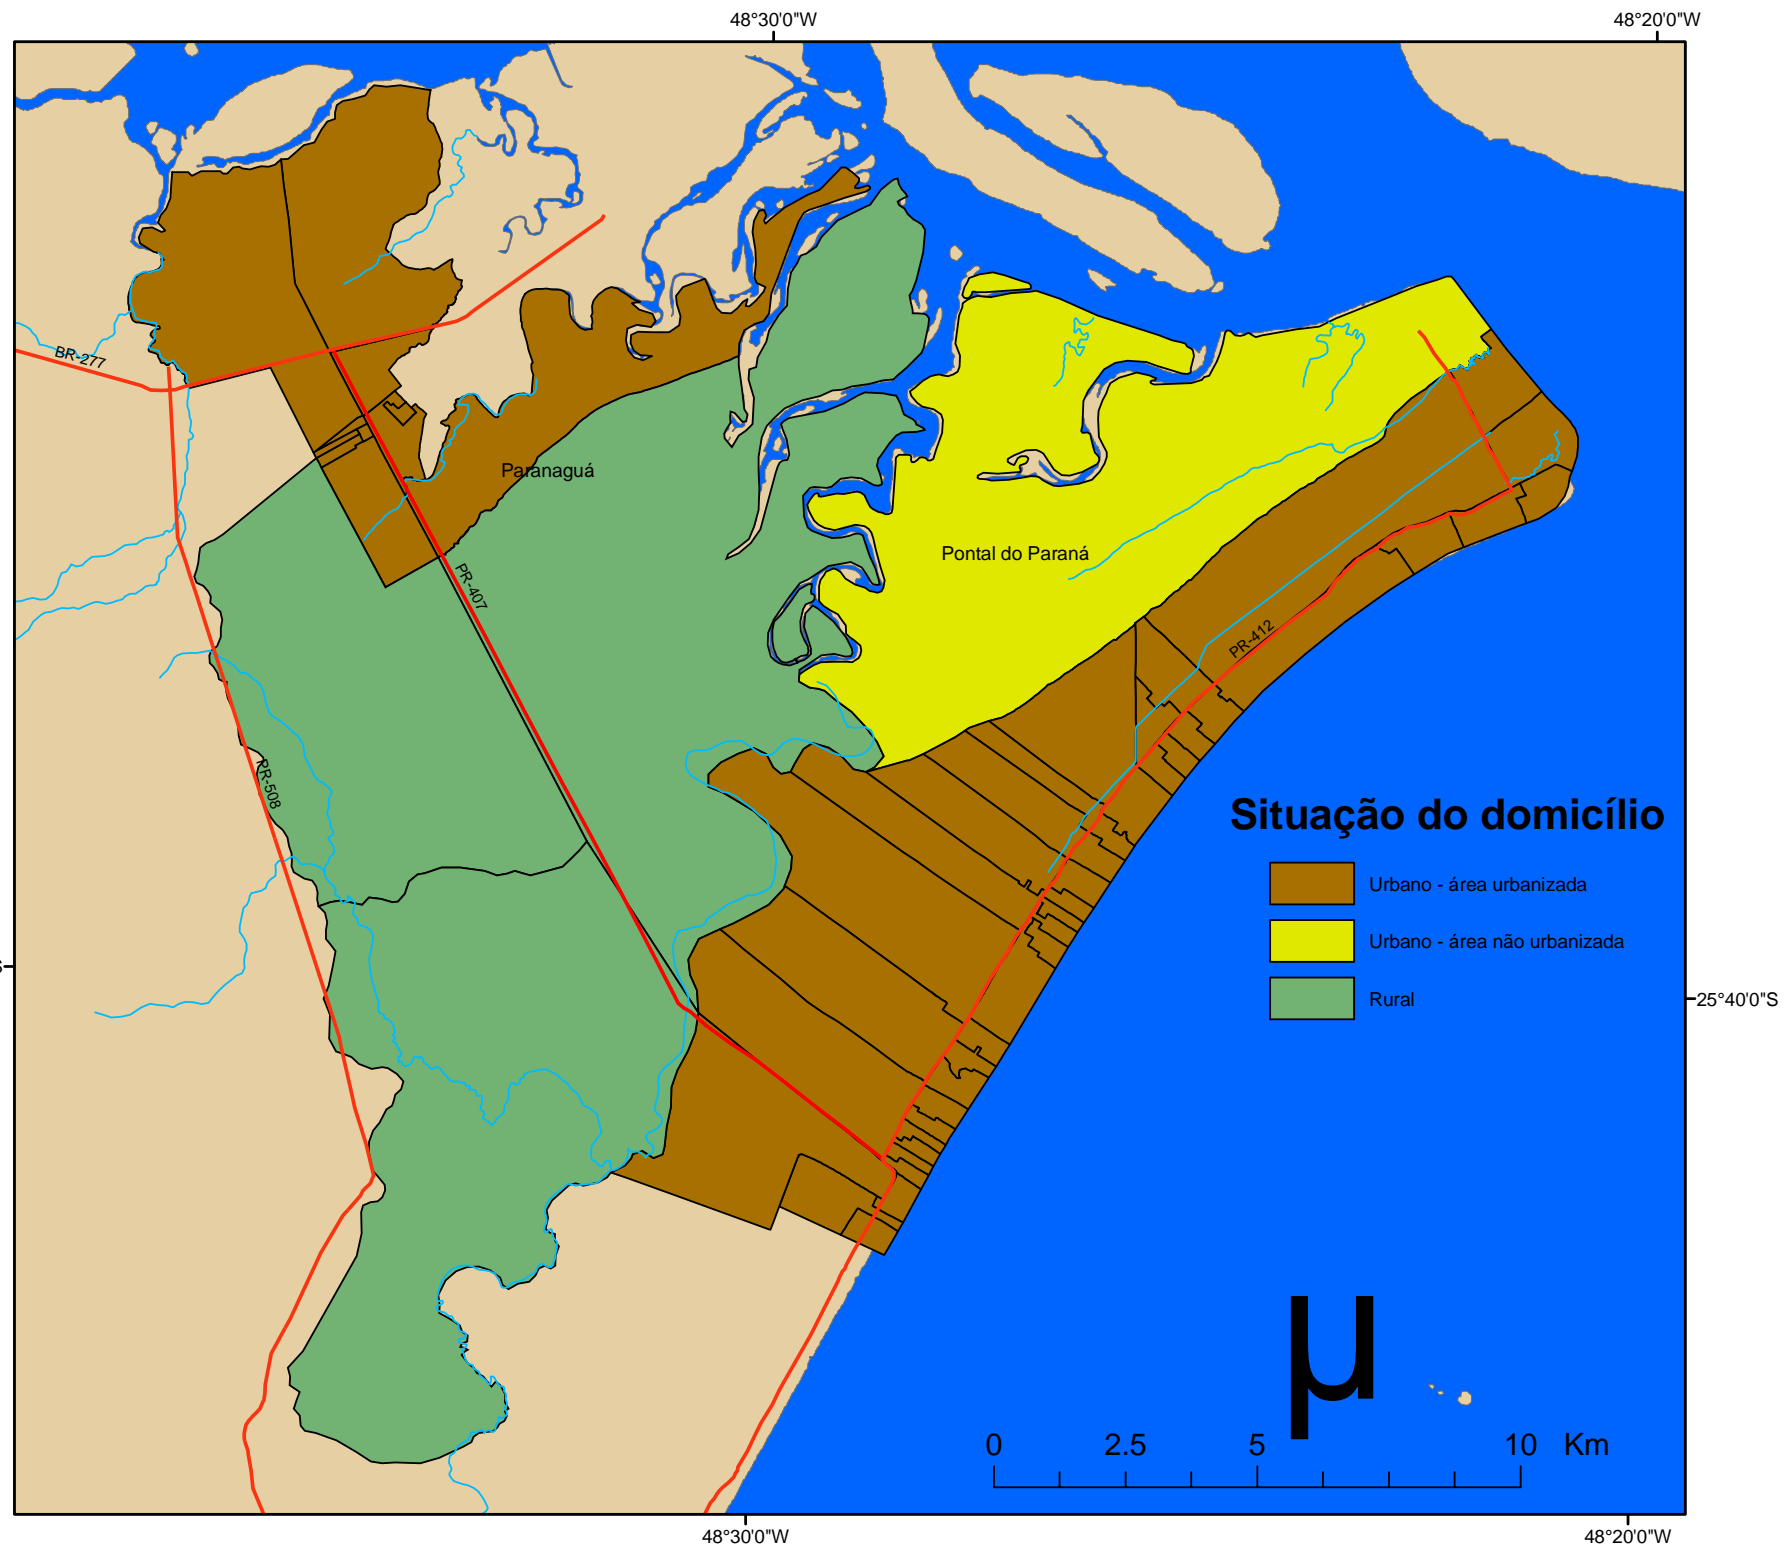 48°30'0"W
48°20'0"W
BR-277
Paranaguá
Pontal do Paraná
PR-407
PR-412
PR-508
Situação do domicílio
Urbano - área urbanizada
Urbano - área não urbanizada
Rural
25°40'0"S
µ
0 2.5 5 10 Km
48°30'0"W
48°20'0"W